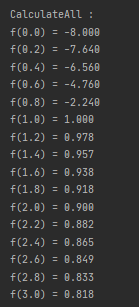 CalculateAll :
f(0.0) = -8.000
f(0.2) = -7.640
f(0.4) = -6.560
f(0.6) = -4.760
f(0.8) = -2.240
f(1.0) = 1.000
f(1.2) = 0.978
f(1.4) = 0.957
f(1.6) = 0.938
f(1.8) = 0.918
f(2.0) = 0.900
f(2.2) = 0.882
f(2.4) = 0.865
f(2.6) = 0.849
f(2.8) = 0.833
f(3.0) = 0.818